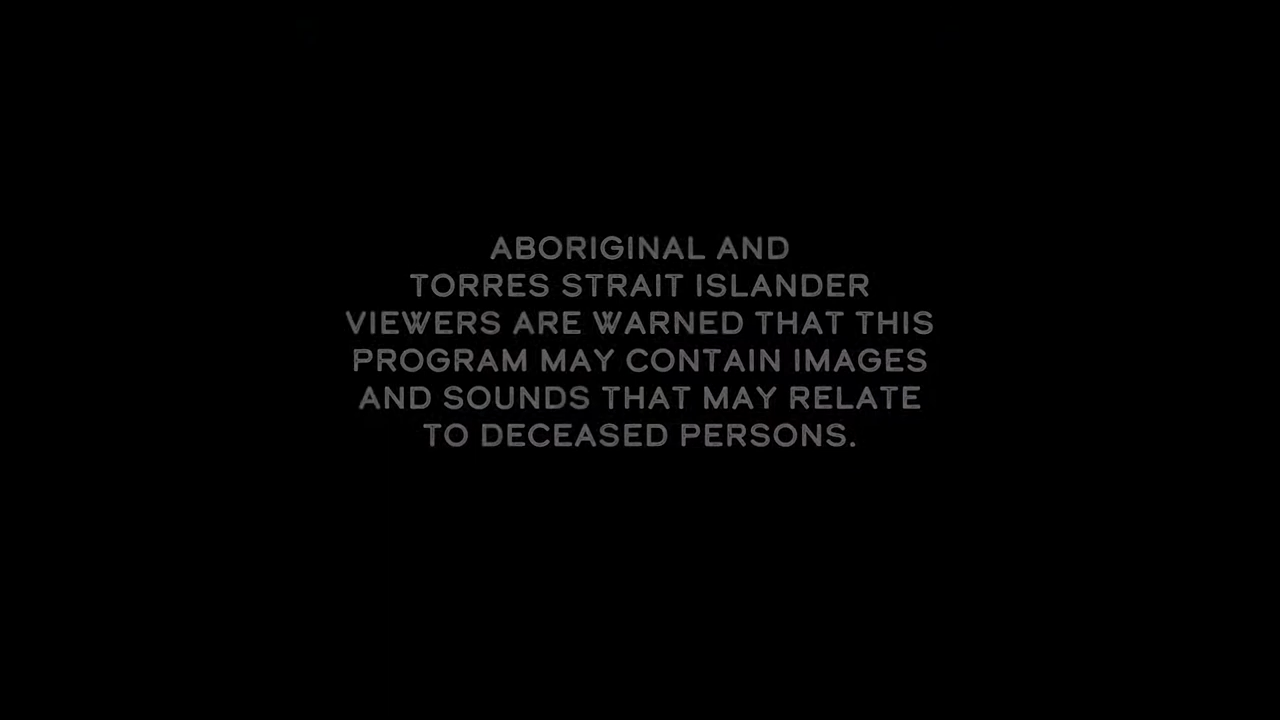 ABORIGINAL AND
TORRES STRAIT ISLANDER
VIEWERS ARE WARNED THAT THIS
PROGRAM MAY CONTAIN IMAGES
AND SOUNDS THAT MAY RELATE
TO DECEASED PERSONS.